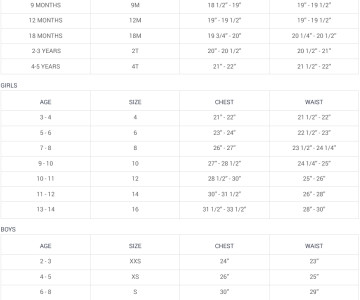 9 MONTHS 9M 18 1/2" - 19" 19" - 19 1/2"
12 MONTHS 12M 19" - 19 1/2" 19" - 19 1/2"
18 MONTHS 18M 19 3/4" - 20" 20 1/4" - 20 1/2"
2-3 YEARS 2T 20" - 20 1/2" 20 1/2" - 21"
4-5 YEARS 4T 21" - 22" 21 1/2" - 22"
GIRLS
AGE SIZE CHEST WAIST
3 - 4 4 21" - 22" 21 1/2" - 22"
5 - 6 6 23" - 24" 22 1/2" - 23"
7 - 8 8 26" - 27" 23 1/2" - 24 1/4"
9 - 10 10 27" - 28 1/2" 24 1/4" - 25"
10 - 11 12 28 1/2" - 30" 25" - 26"
11 - 12 14 30" - 31 1/2" 26" - 28"
13 - 14 16 31 1/2" - 33 1/2" 28" - 30"
BOYS
AGE SIZE CHEST WAIST
2 - 3 XXS 24" 23"
4 - 5 XS 26" 25"
6 - 8 S 30" 29"